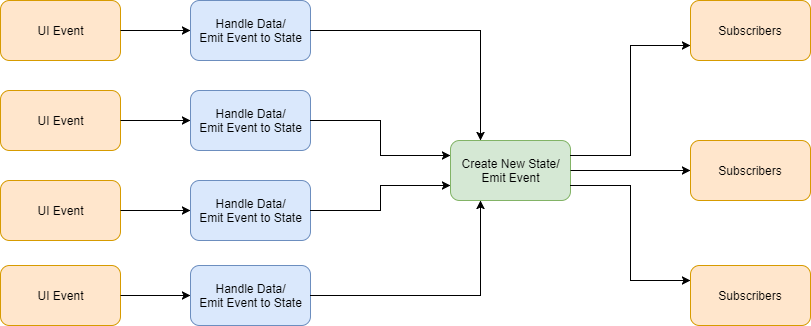 UI Event
Handle Data/
Emit Event to State
Subscribers
UI Event
Handle Data/
Emit Event to State
Create New State/
Emit Event
Subscribers
UI Event
Handle Data/
Emit Event to State
UI Event
Handle Data/
Emit Event to State
Subscribers